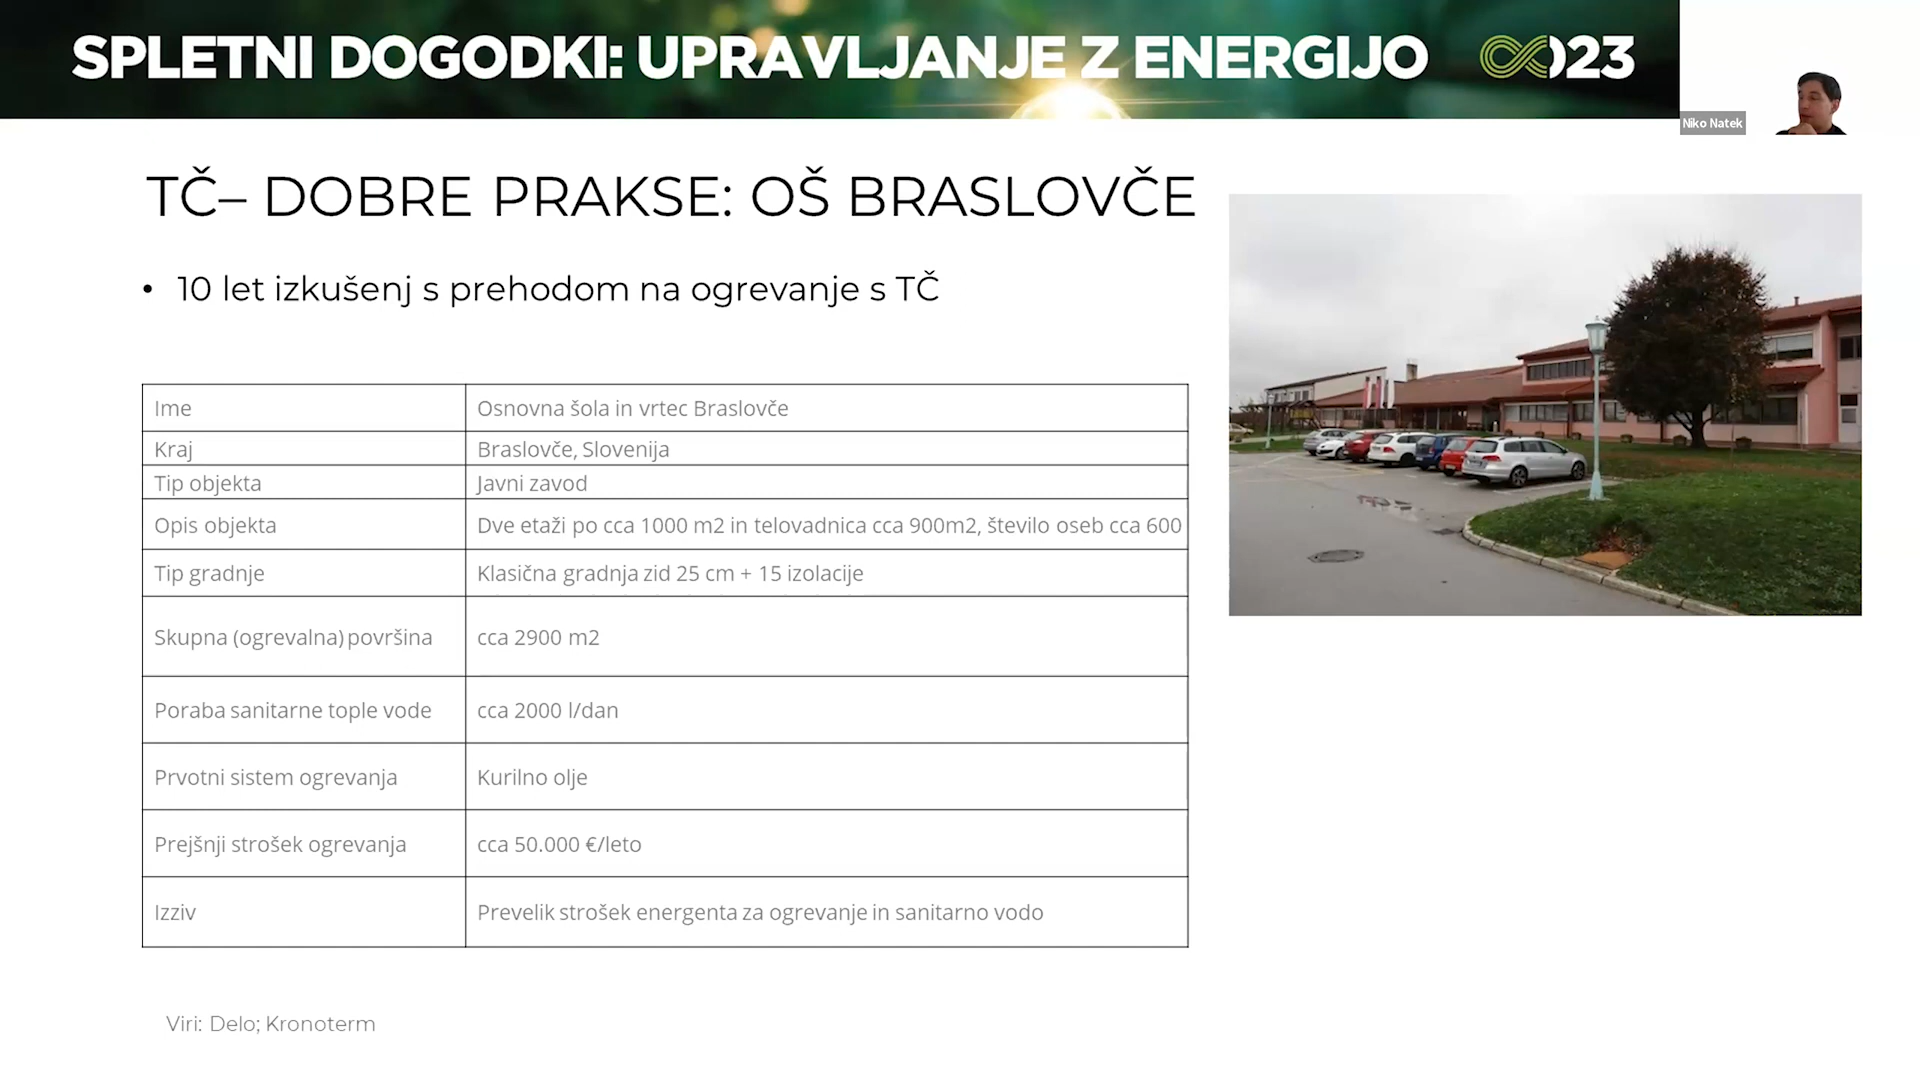 SPLETNI DOGODKI: UPRAVLJANJE Z ENERGIJO
23
Niko Natek
TČ– DOBRE PRAKSE: OŠ BRASLOVČE
• 10 let izkušenj s prehodom na ogrevanje s TČ
Ime Osnovna šola in vrtec Braslovče
Kraj Braslovče, Slovenija
Tip objekta Javni zavod
Opis objekta Dve etaži po cca 1000 m2 in telovadnica cca 900m2, število oseb cca 600
Tip gradnje Klasična gradnja zid 25 cm + 15 izolacije
Skupna (ogrevalna) površina cca 2900 m2
Poraba sanitarne tople vode cca 2000 l/dan
Prvotni sistem ogrevanja Kurilno olje
Prejšnji strošek ogrevanja cca 50.000 €/leto
Izziv Prevelik strošek energenta za ogrevanje in sanitarno vodo
Viri: Delo; Kronoterm